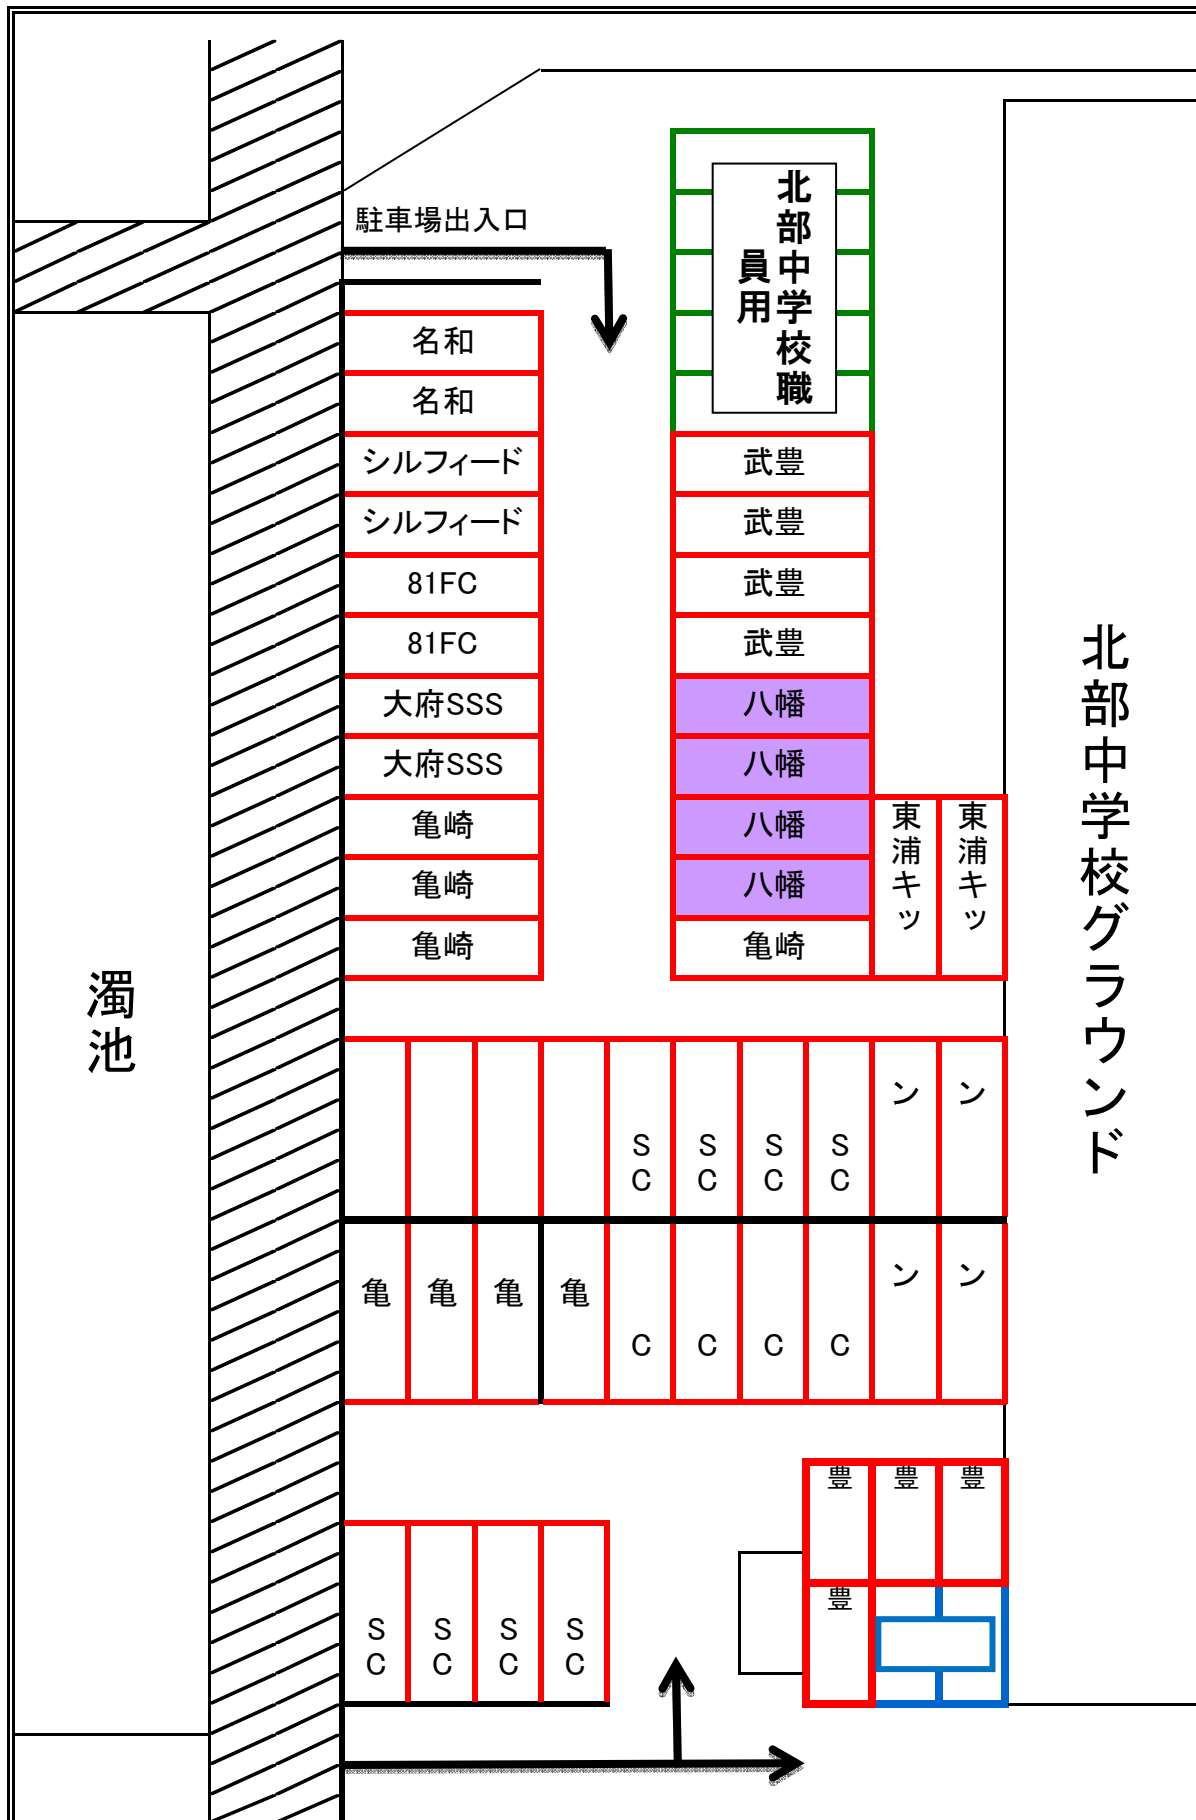 駐車場出入口
北部中学校職
員用
名和
名和
シルフィード
シルフィード
81FC
81FC
大府SSS
大府SSS
亀崎
亀崎
亀崎
武豊
武豊
武豊
武豊
八幡
八幡
八幡
八幡
亀崎
東浦キッ
東浦キッ
北部中学校グラウンド
濁池
SC
SC
SC
SC
ン
ン
亀
亀
亀
亀
C
C
C
C
ン
ン
豊
豊
豊
豊
SC
SC
SC
SC